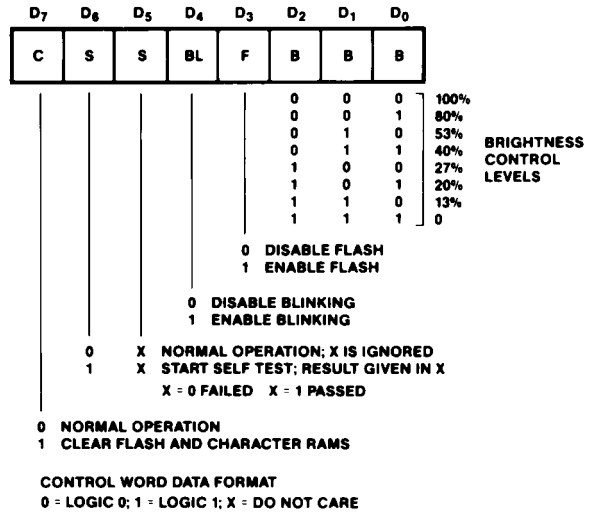 D7 D6 D5 D4 D3 D2 D1 D0
C S S BL F B B B
0 0 0 100%
0 0 1 80%
0 1 0 53%
0 1 1 40%
1 0 0 27%
1 0 1 20%
1 1 0 13%
1 1 1 0
BRIGHTNESS
CONTROL
LEVELS
0 DISABLE FLASH
1 ENABLE FLASH
0 DISABLE BLINKING
1 ENABLE BLINKING
0 X NORMAL OPERATION; X IS IGNORED
1 X START SELF TEST; RESULT GIVEN IN X
X = 0 FAILED X = 1 PASSED
0 NORMAL OPERATION
1 CLEAR FLASH AND CHARACTER RAMS
CONTROL WORD DATA FORMAT
0 = LOGIC 0; 1 = LOGIC 1; X = DO NOT CARE